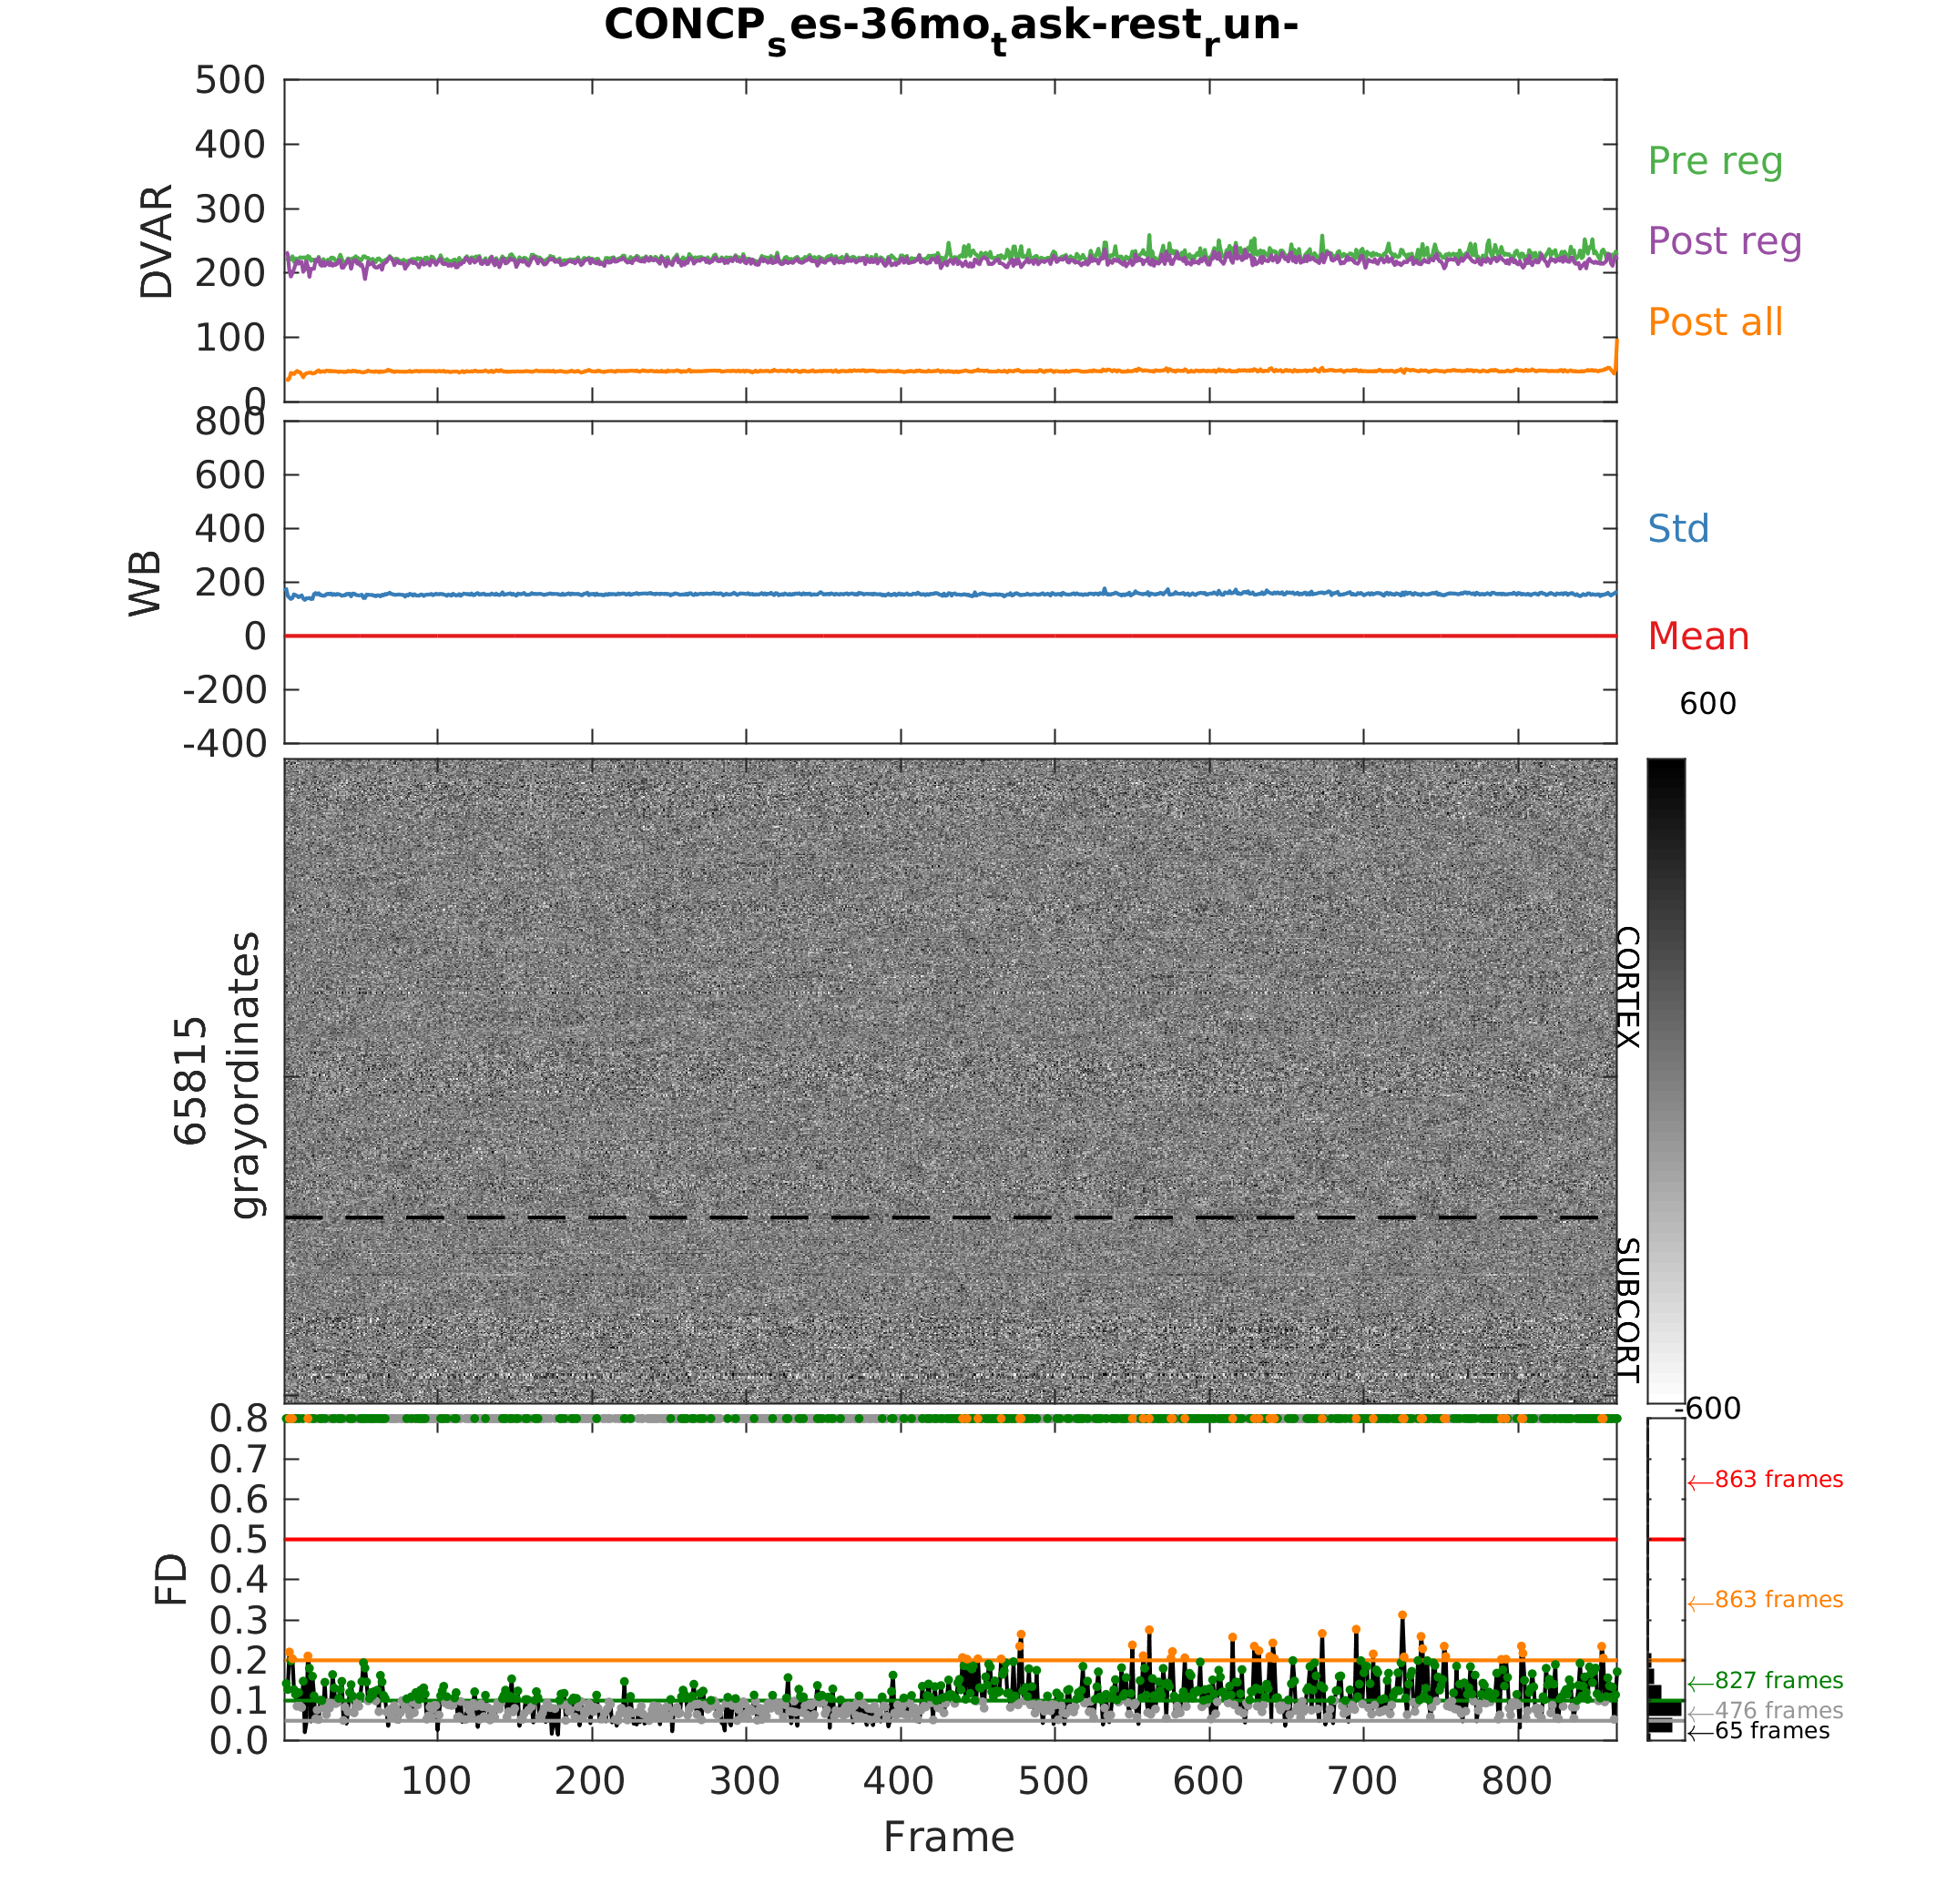 CONCPses-36motask-restrun-
500
400
300
200
100
0
DVAR
Pre reg
Post reg
Post all
800
600
400
200
0
-200
-400
WB
Std
Mean
600
65815
grayordinates
CORTEX
SUBCORT
-600
0.8
0.7
0.6
0.5
0.4
0.3
0.2
0.1
0.0
FD
←863 frames
←863 frames
←827 frames
←476 frames
←65 frames
100 200 300 400 500 600 700 800
Frame